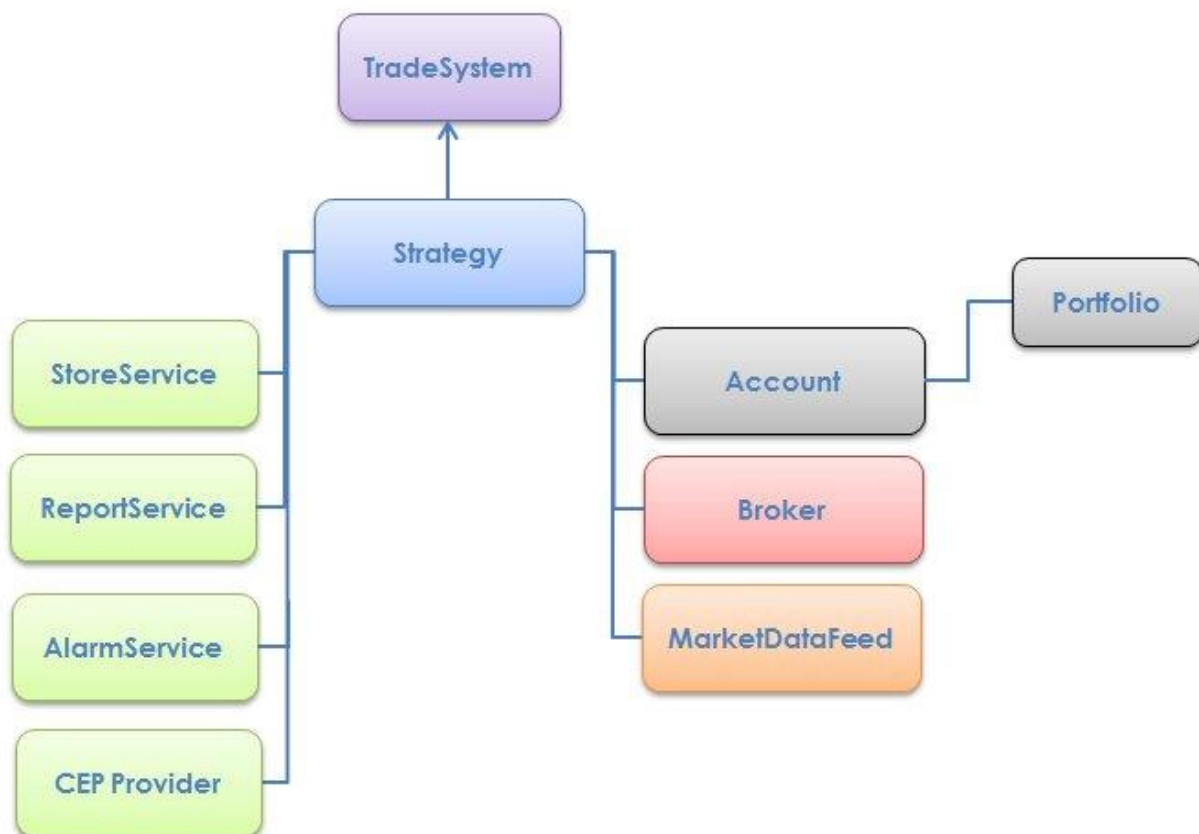 TradeSystem
Strategy
Portfolio
StoreService
Account
ReportService
Broker
AlarmService
MarketDataFeed
CEP Provider